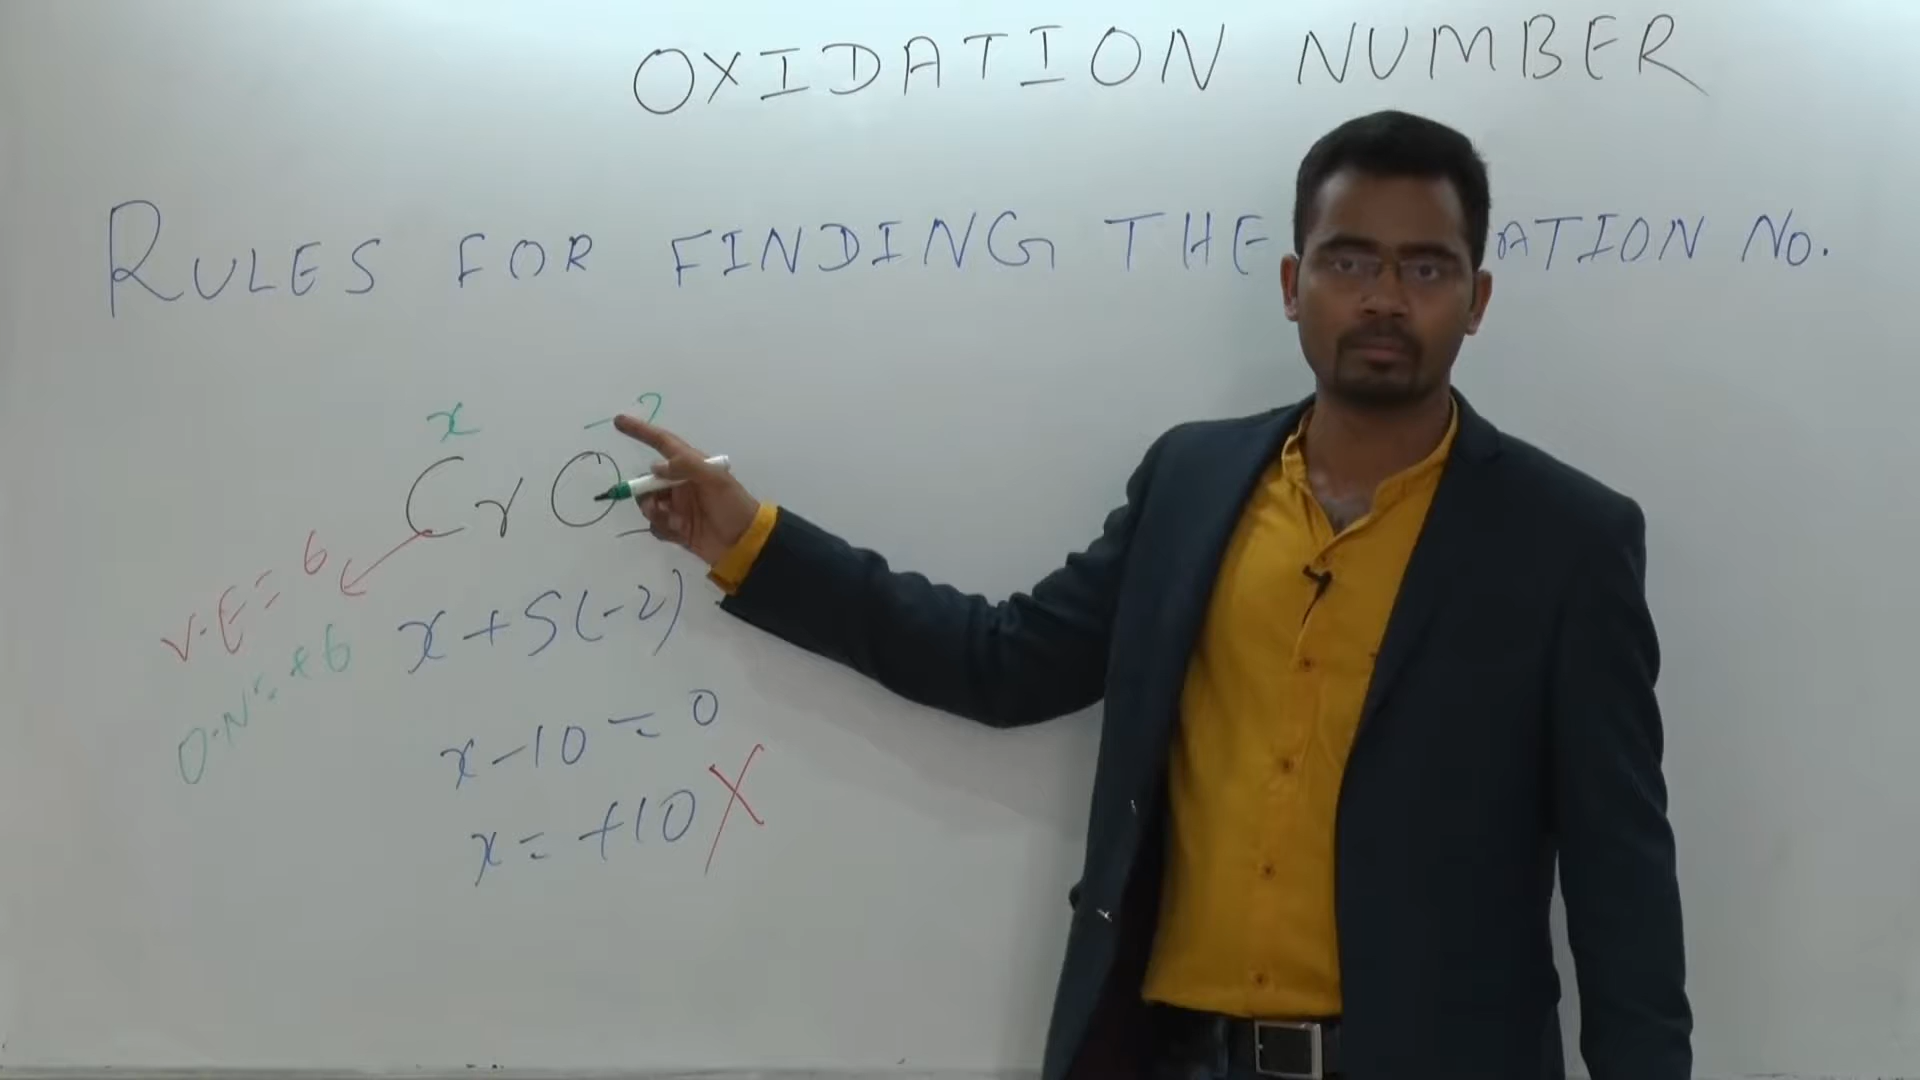 OXIDATION NUMBER
RULES FOR FINDING THE ATION NO.
x -2
CrO
V.E = 6
O.N = +6
x + 5(-2)
x - 10 = 0
x = +10 X